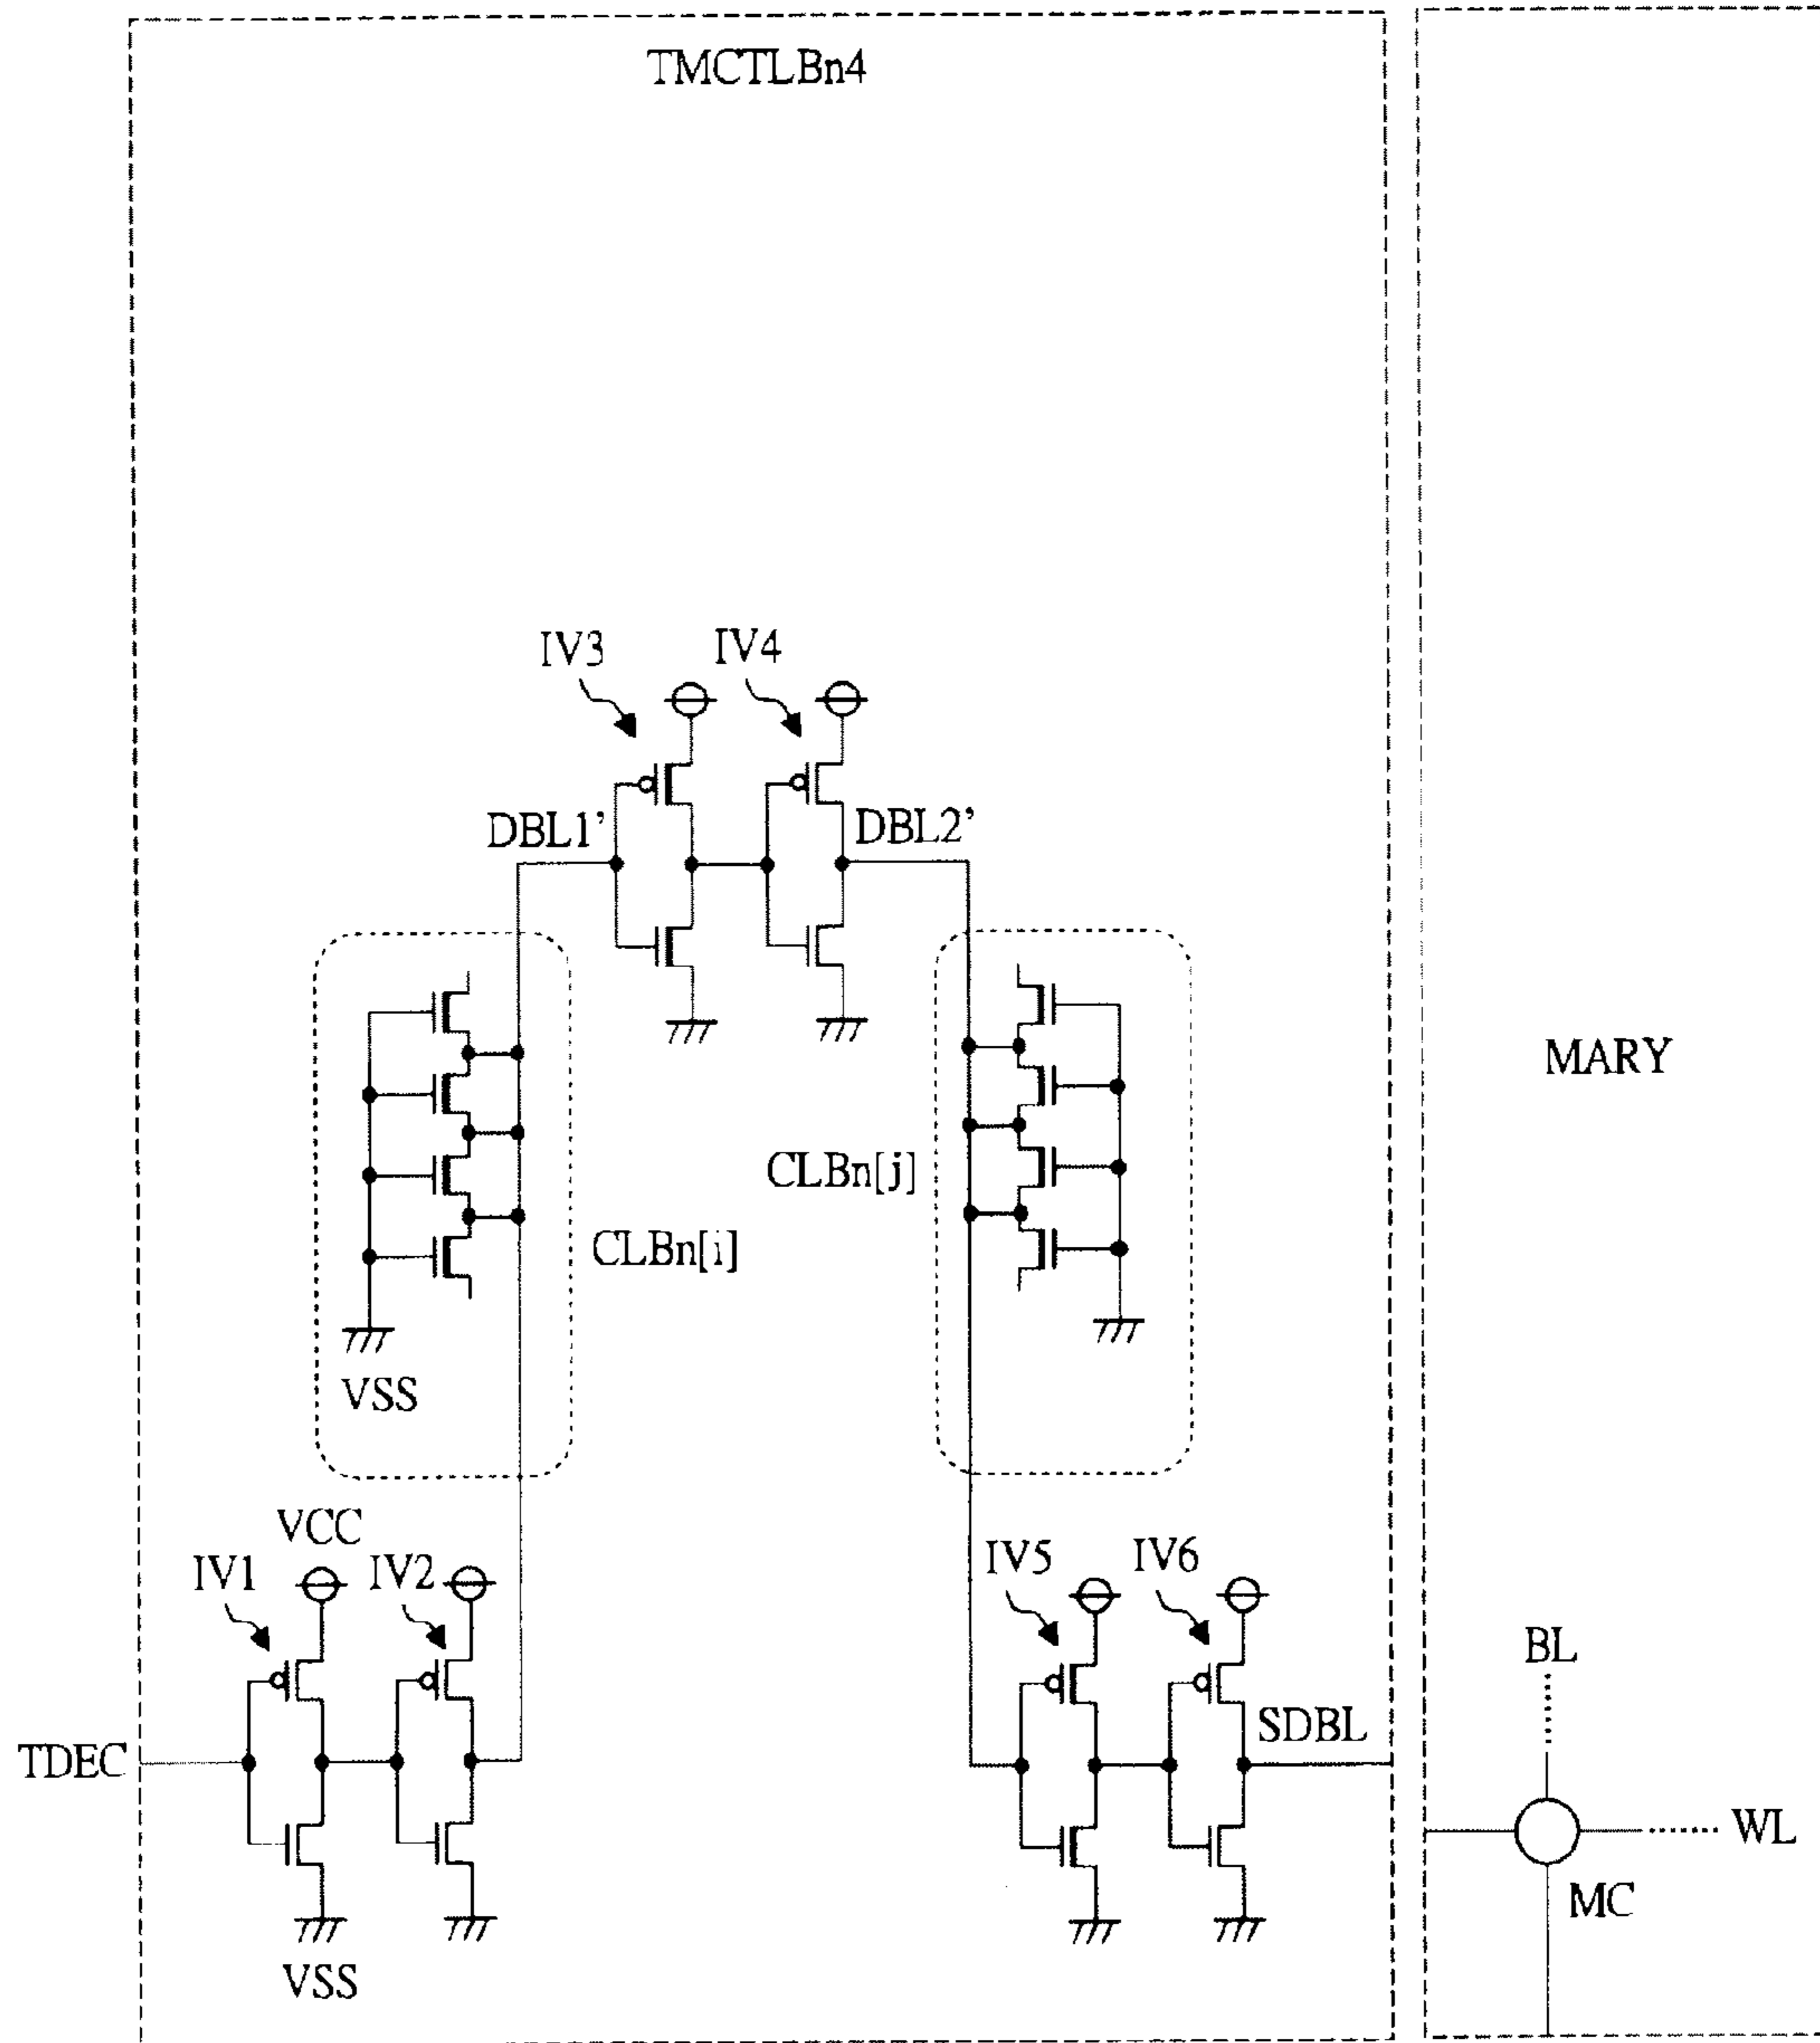 TMCTLBn4
IV3
IV4
DBL1’
DBL2’
MARY
CLBn[j]
CLBn[i]
VSS
VCC
IV1
IV2
IV5
IV6
BL
SDBL
TDEC
WL
MC
VSS